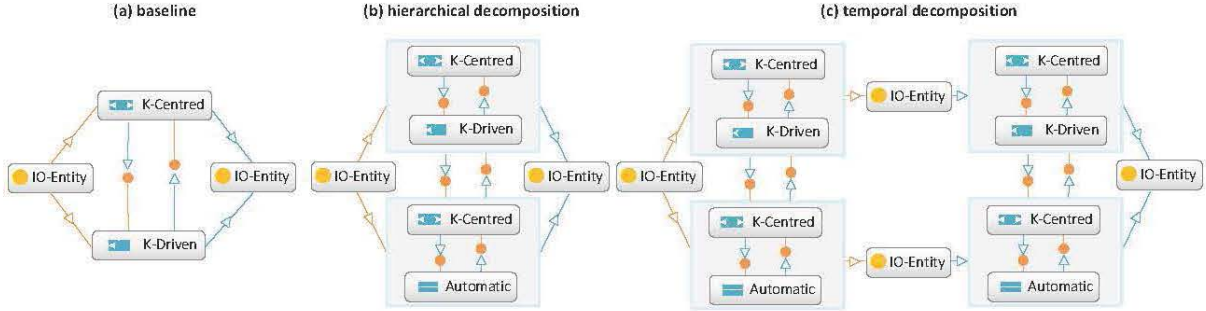 (a) baseline
(b) hierarchical decomposition
(c) temporal decomposition
K-Centred
IO-Entity
IO-Entity
K-Driven
K-Centred
K-Driven
IO-Entity
IO-Entity
K-Centred
Automatic
K-Centred
K-Driven
IO-Entity
K-Centred
K-Driven
IO-Entity
IO-Entity
K-Centred
Automatic
IO-Entity
K-Centred
Automatic